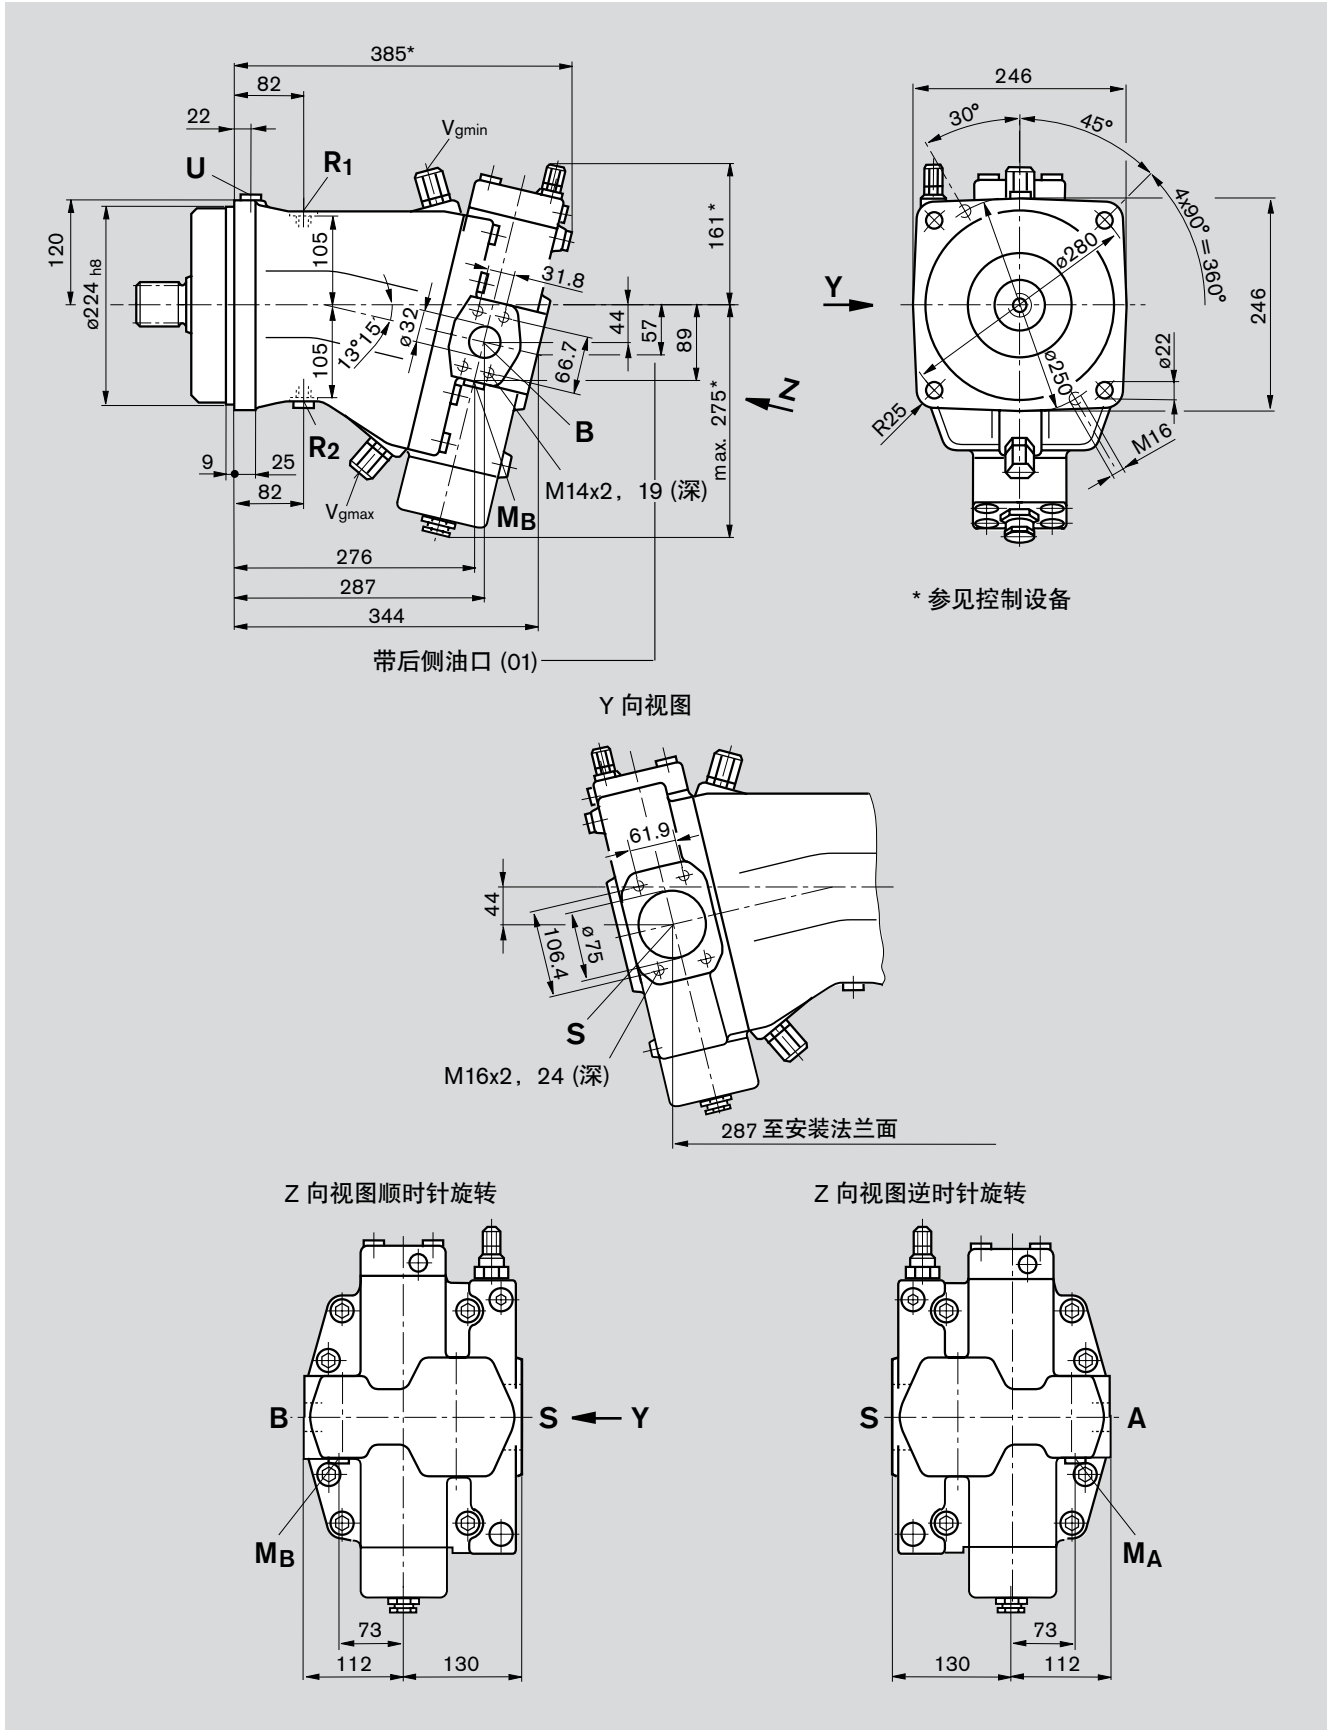 385*
82
22
U
R1
Vgmin
120
ø224 h8
105
105
13°15'
ø32
31.8
44
57
89
66.7
161*
max. 275*
Z
B
R2
9
25
82
Vgmax
M14x2, 19 (深)
MB
276
287
344
带后侧油口 (01)
246
30°
45°
4x90°=360°
ø280
Y
246
ø250
ø22
R25
M16
* 参见控制设备
Y 向视图
61.9
44
106.4
ø75
S
M16x2, 24 (深)
287 至安装法兰面
Z 向视图顺时针旋转
B
S
Y
MB
73
112
130
Z 向视图逆时针旋转
S
A
MA
73
130
112